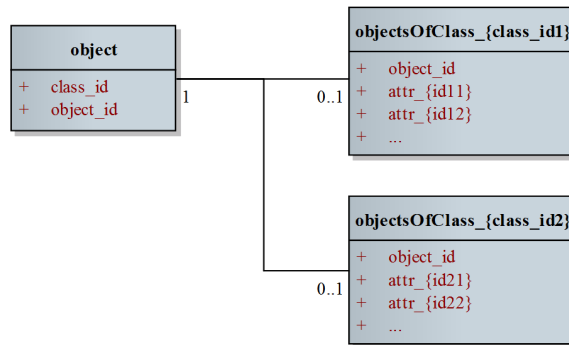 object
+ class_id
+ object_id
1
0..1
objectsOfClass_{class_id1}
+ object_id
+ attr_{id11}
+ attr_{id12}
+ ...
0..1
objectsOfClass_{class_id2}
+ object_id
+ attr_{id21}
+ attr_{id22}
+ ...